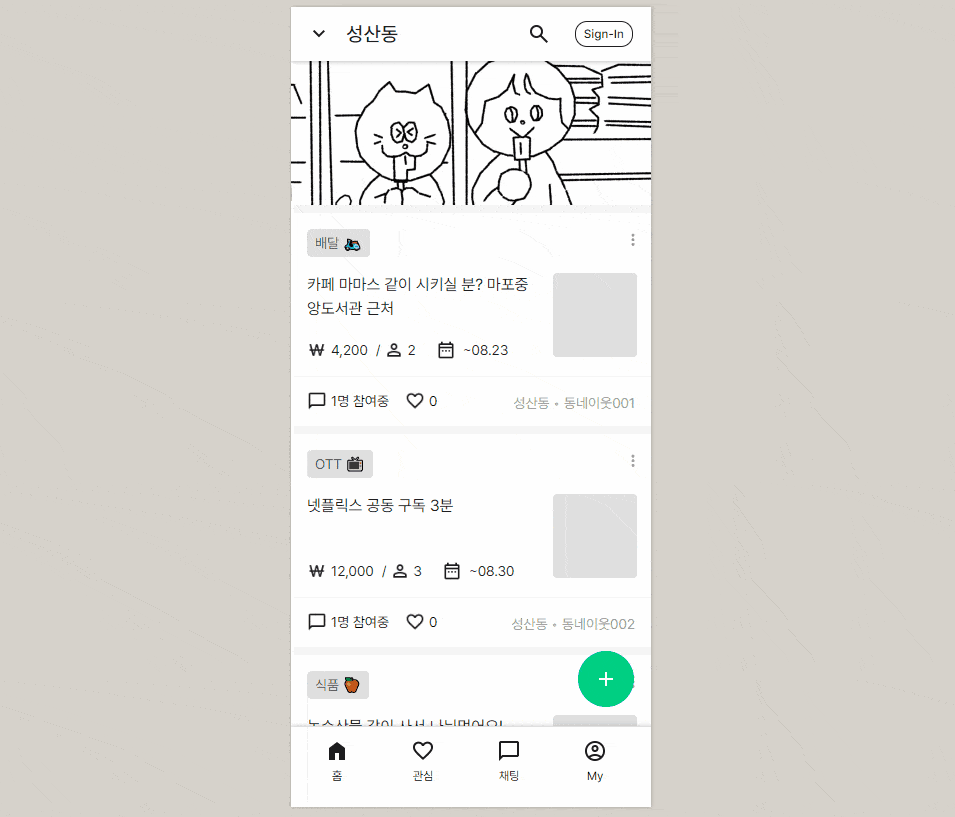 성산동
Sign-In
배달
카페 마마스 같이 시키실 분? 마포중
앙도서관 근처
₩ 4,200 / 2 ~08.23
1명 참여중 0 성산동 • 동네이웃001
OTT
넷플릭스 공동 구독 3분
₩ 12,000 / 3 ~08.30
1명 참여중 0 성산동 • 동네이웃002
식품
홈 관심 채팅 My